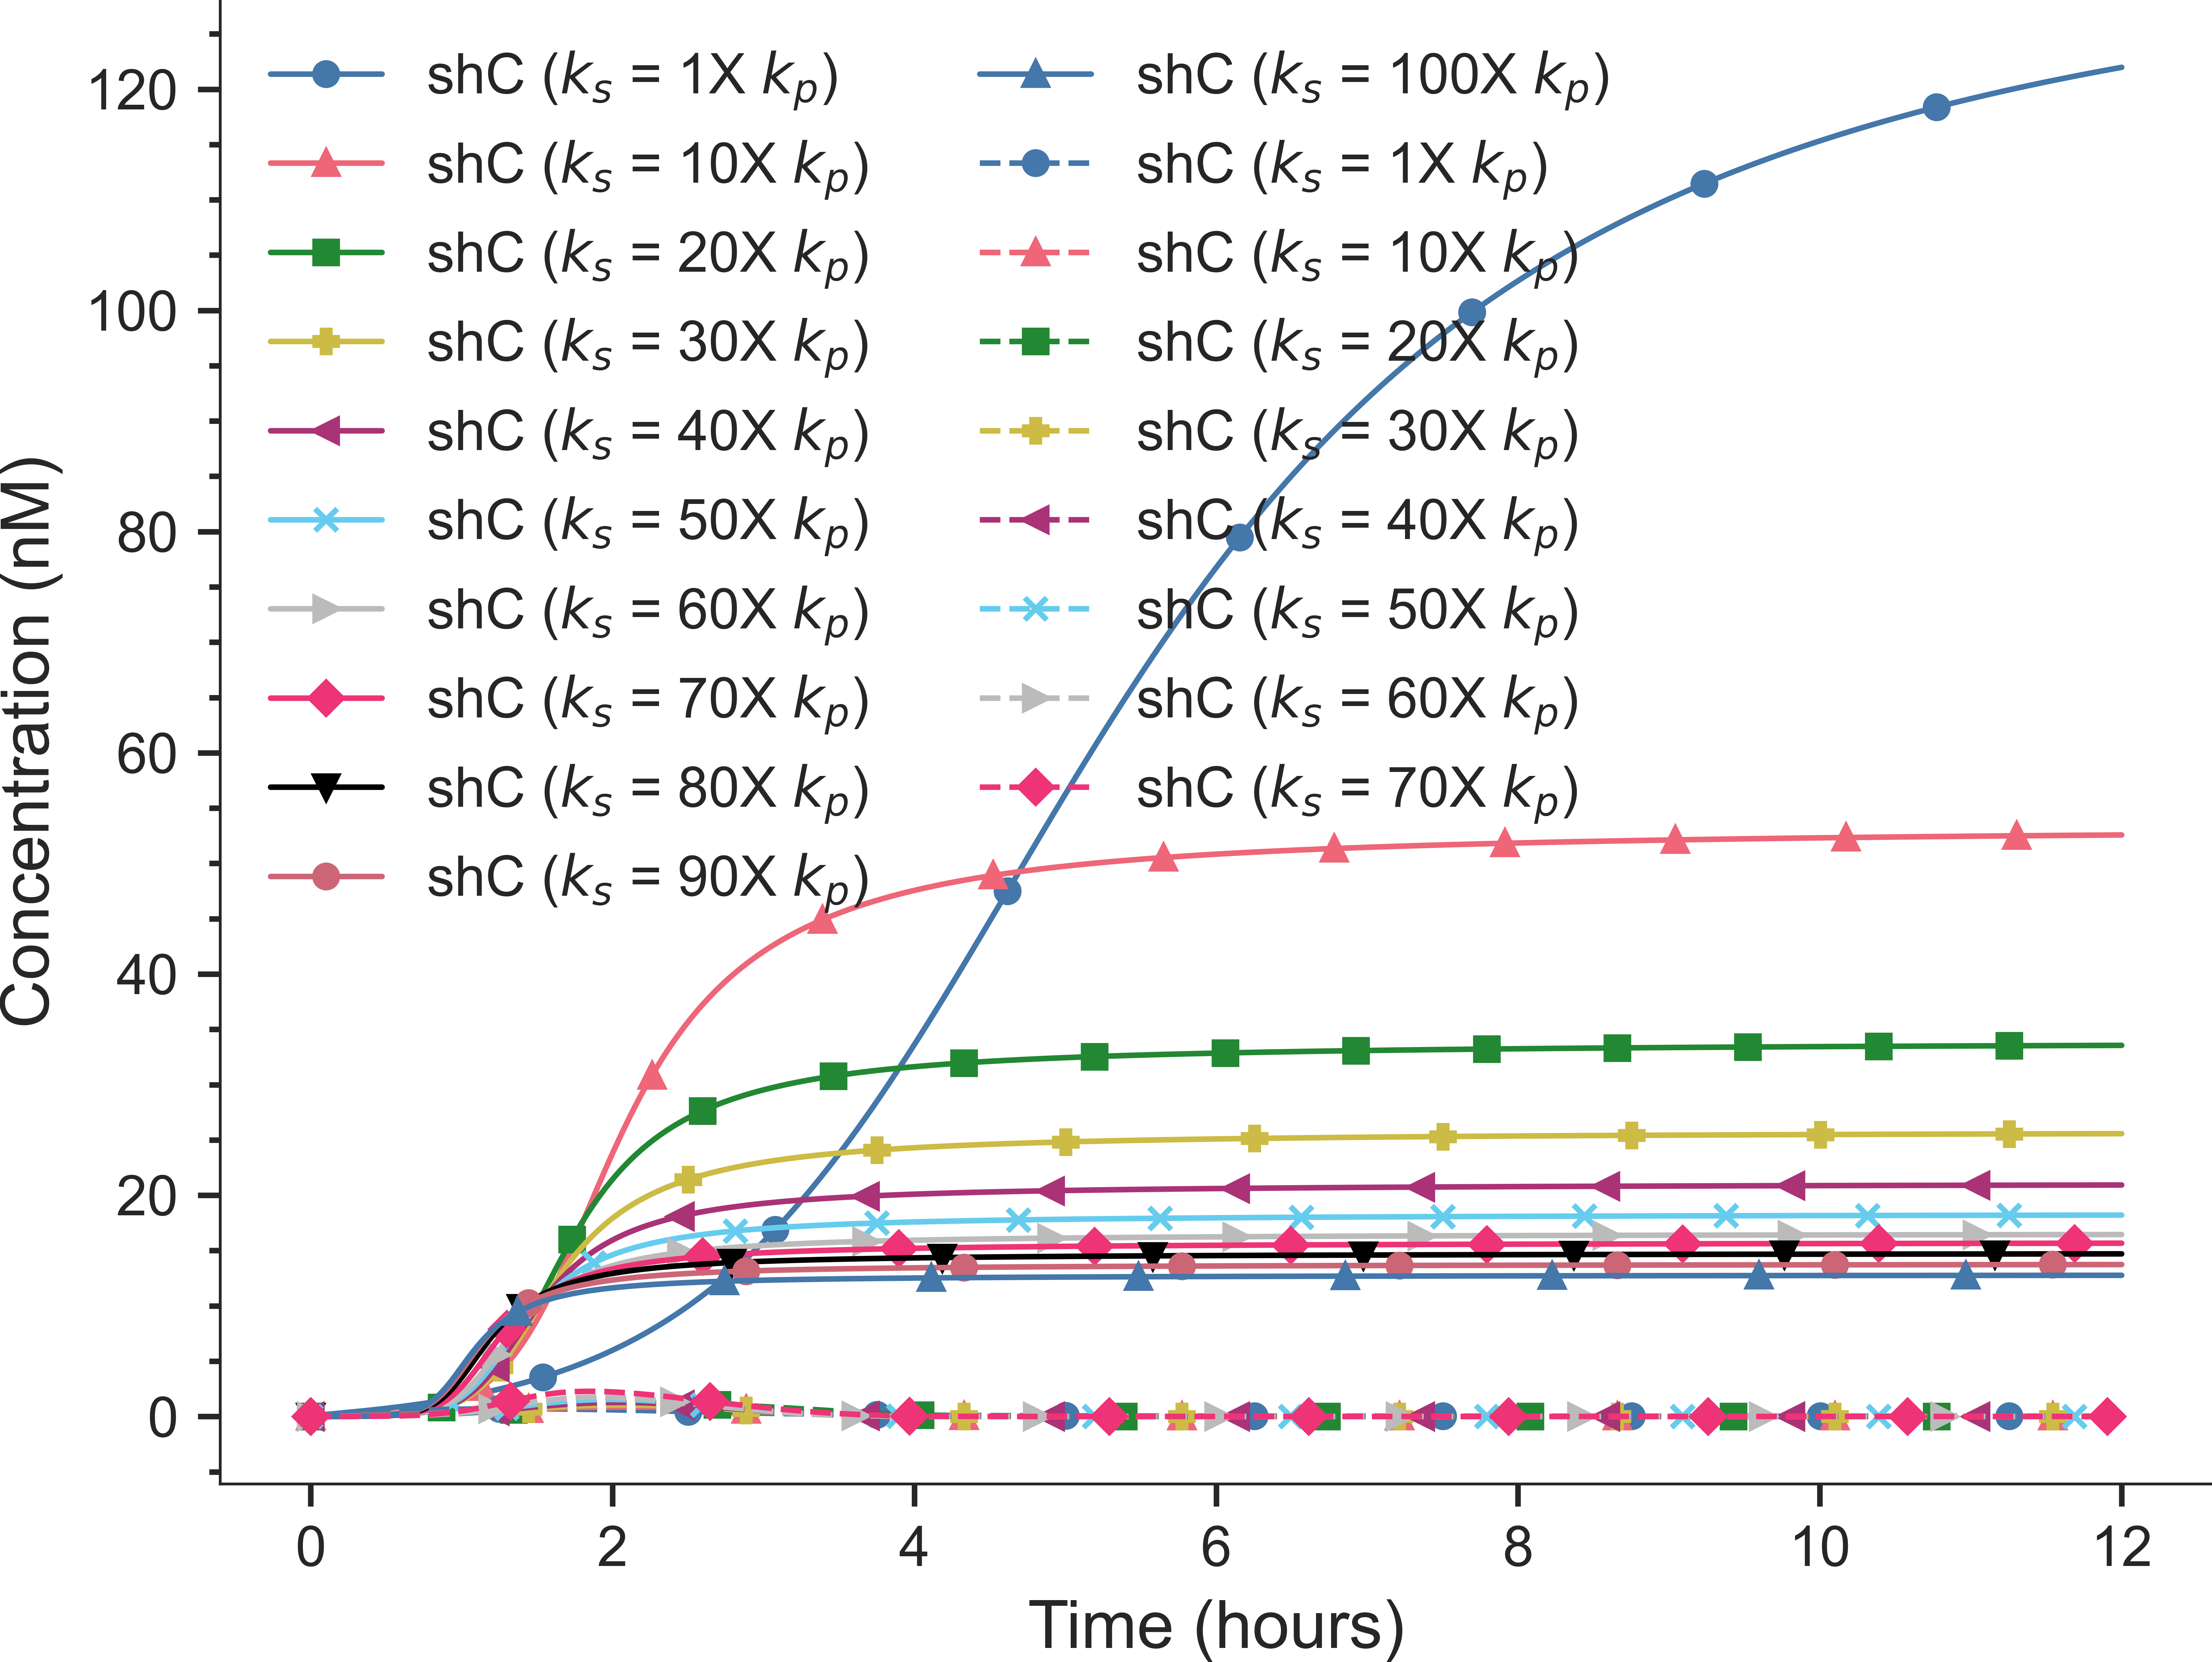 shC (ks = 1X kp)
shC (ks = 10X kp)
shC (ks = 20X kp)
shC (ks = 30X kp)
shC (ks = 40X kp)
shC (ks = 50X kp)
shC (ks = 60X kp)
shC (ks = 70X kp)
shC (ks = 80X kp)
shC (ks = 90X kp)
shC (ks = 100X kp)
shC (ks = 1X kp)
shC (ks = 10X kp)
shC (ks = 20X kp)
shC (ks = 30X kp)
shC (ks = 40X kp)
shC (ks = 50X kp)
shC (ks = 60X kp)
shC (ks = 70X kp)
Concentration (nM)
120
100
80
60
40
20
0
0 2 4 6 8 10 12
Time (hours)